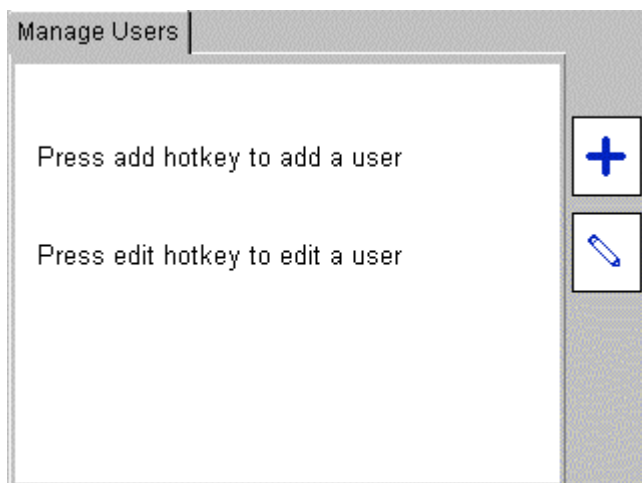 Manage Users
Press add hotkey to add a user
Press edit hotkey to edit a user